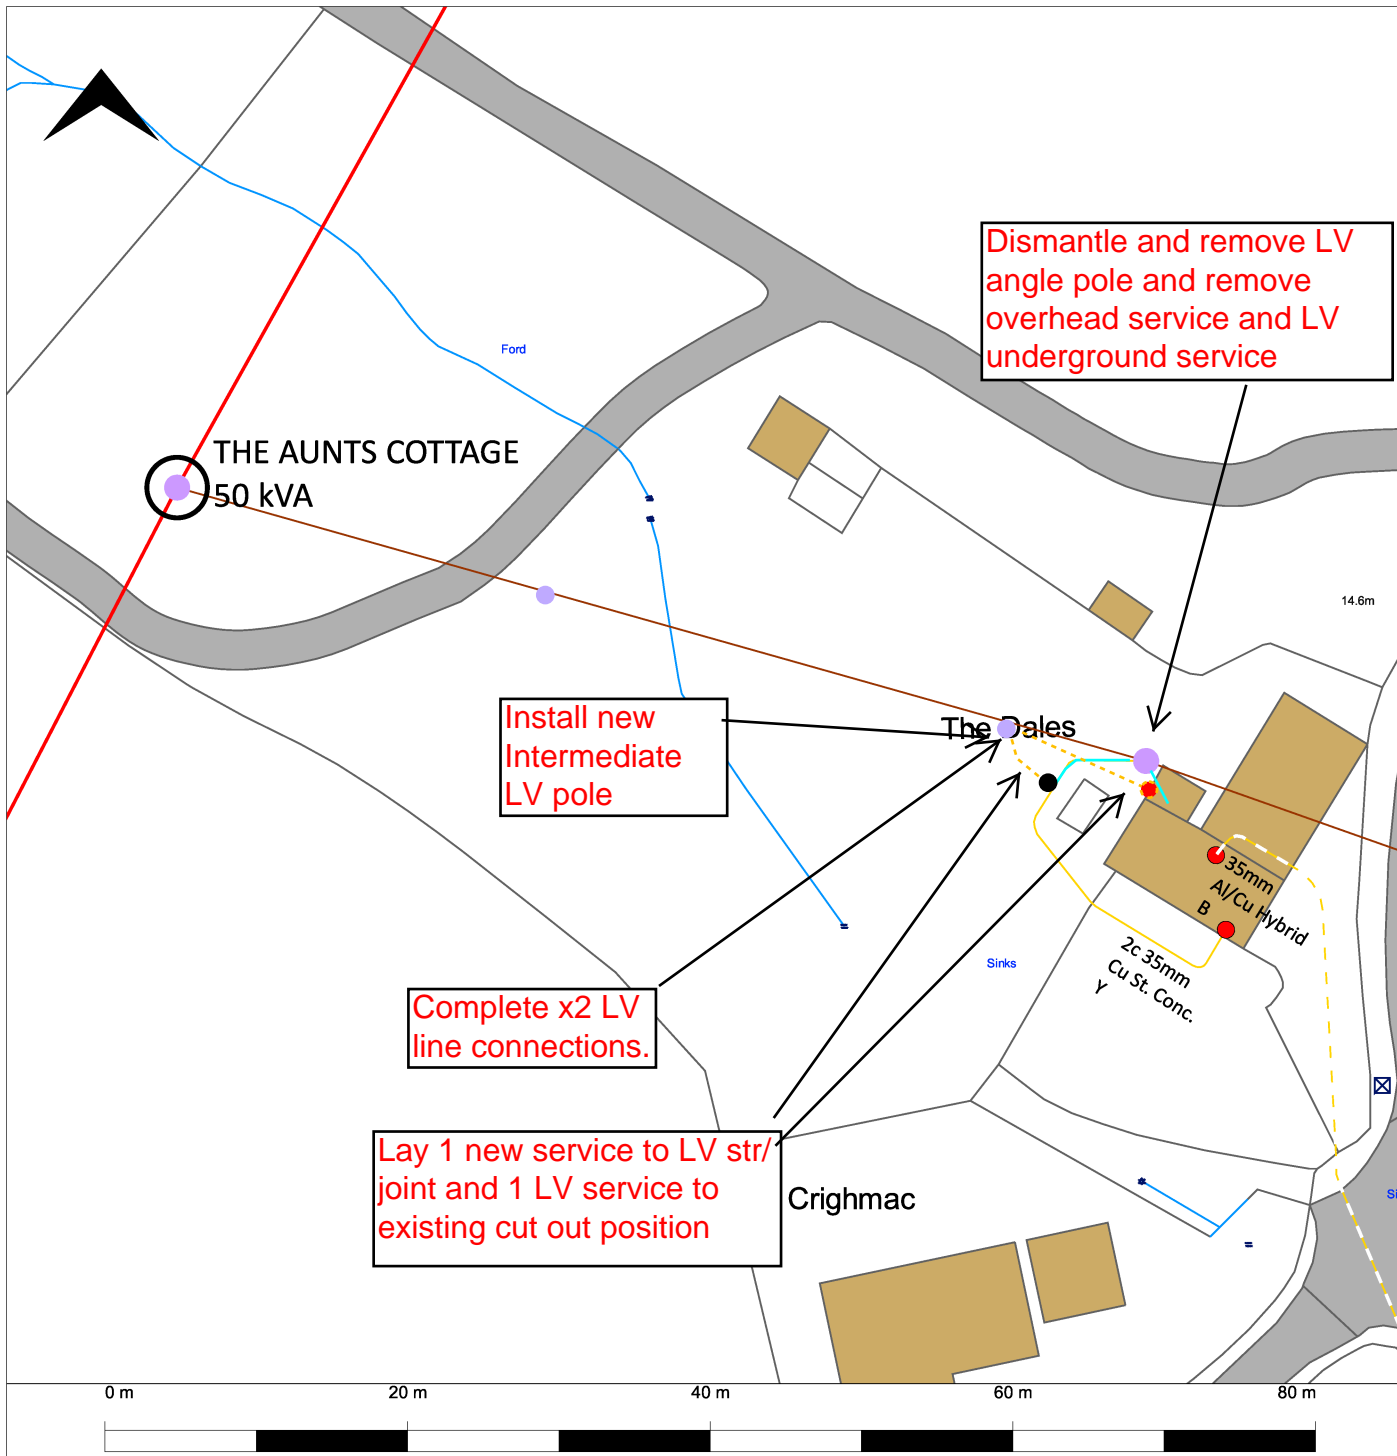 Dismantle and remove LV
angle pole and remove
overhead service and LV
underground service
Ford
THE AUNTS COTTAGE
50 kVA
14.6m
Install new
Intermediate
LV pole
The Dales
35mm
Al/Cu Hybrid
B
2c 35mm
Cu St. Conc.
Y
Sinks
Complete x2 LV
line connections.
Lay 1 new service to LV str/
joint and 1 LV service to
existing cut out position
Crighmac
Si
0 m 20 m 40 m 60 m 80 m